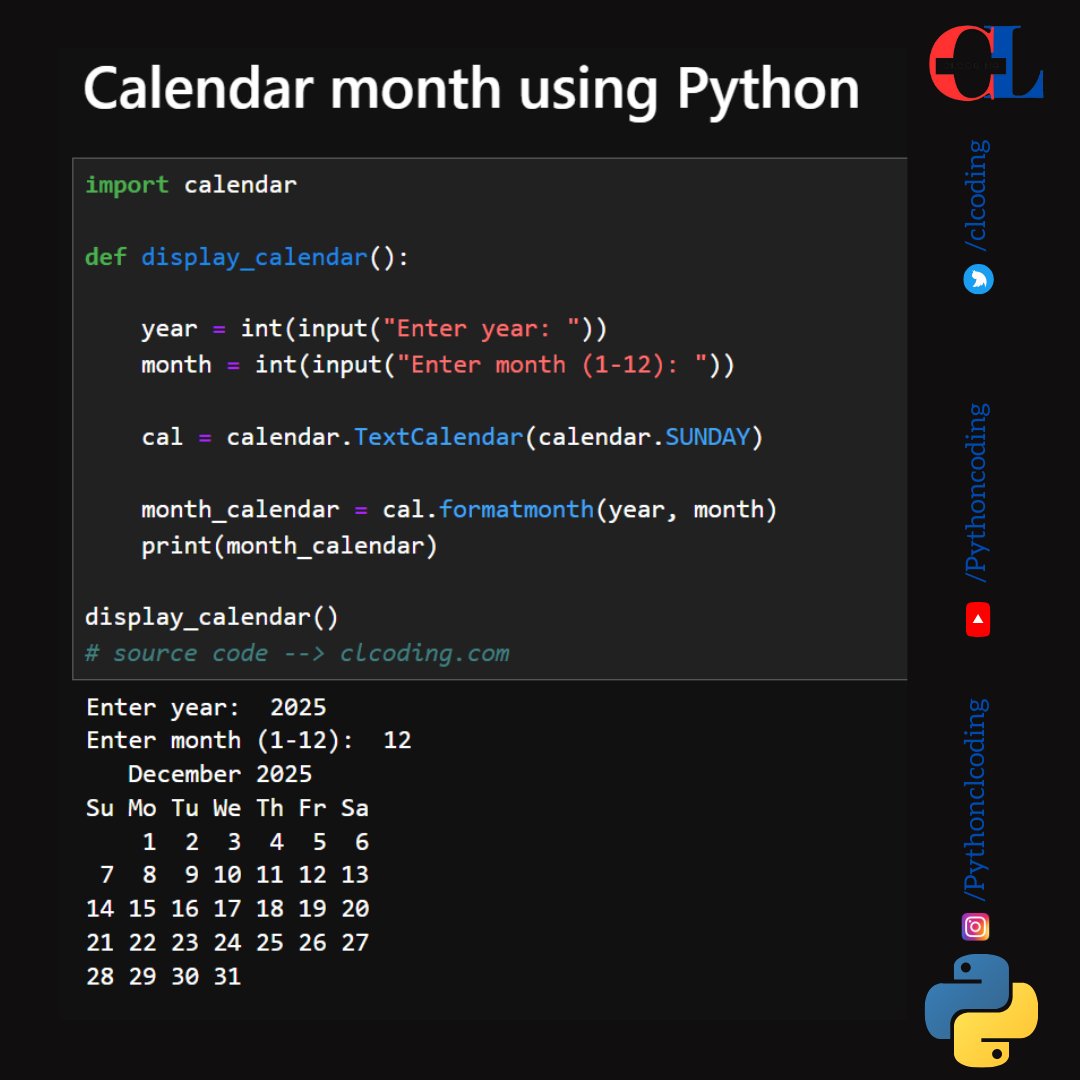 Calendar month using Python
import calendar
def display_calendar():
year = int(input("Enter year: "))
month = int(input("Enter month (1-12): "))
cal = calendar.TextCalendar(calendar.SUNDAY)
month_calendar = cal.formatmonth(year, month)
print(month_calendar)
display_calendar()
# source code --> clcoding.com
Enter year:  2025
Enter month (1-12):  12
December 2025
Su Mo Tu We Th Fr Sa
1  2  3  4  5  6
7  8  9 10 11 12 13
14 15 16 17 18 19 20
21 22 23 24 25 26 27
28 29 30 31
CL
/clcoding
/Pythoncoding
/Pythonclcoding